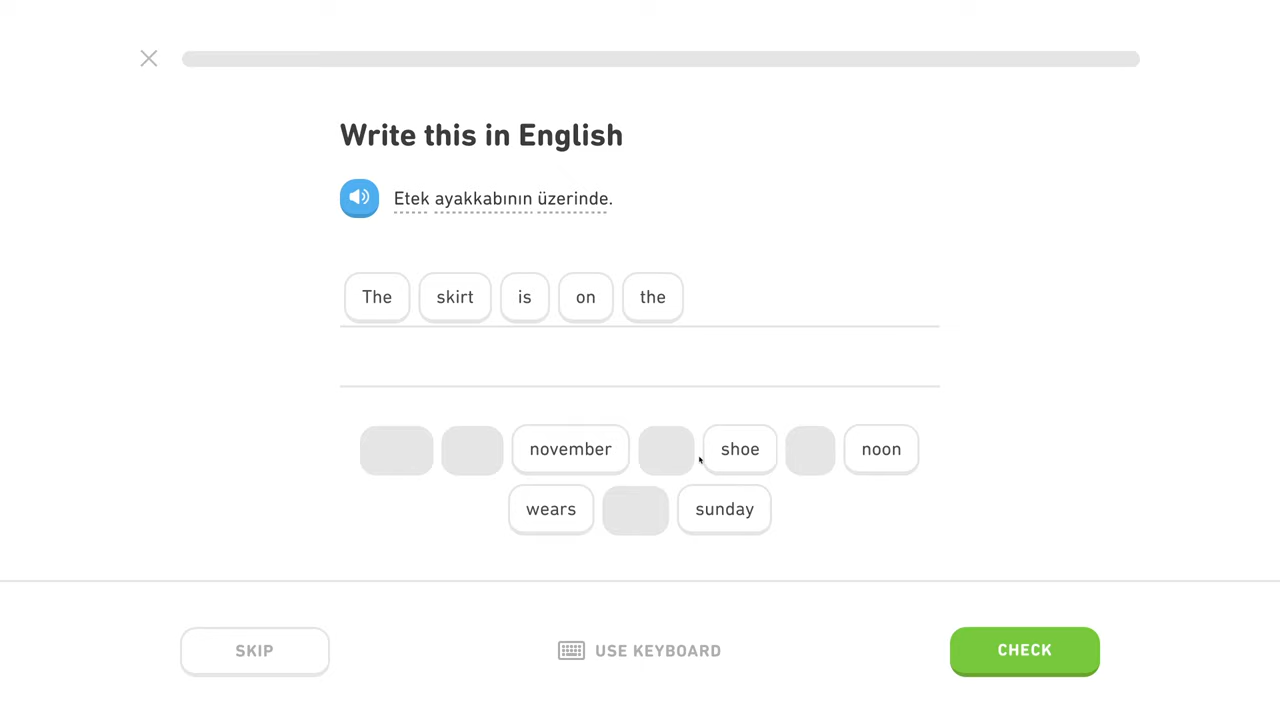 Write this in English
Etek ayakkabının üzerinde.
The skirt is on the
november shoe noon
wears sunday
SKIP USE KEYBOARD CHECK